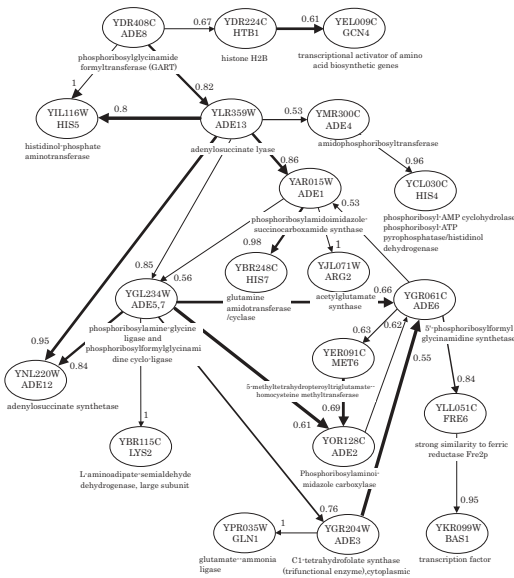 YDR408C
ADE8
0.67
YDR224C
HTB1
0.61
YEL009C
GCN4
phosphoribosylglycinamide
formyltransferase (GART)
histone H2B
transcriptional activator of amino
acid biosynthetic genes
1
0.82
YIL116W
HIS5
0.8
YLR359W
ADE13
0.53
YMR300C
ADE4
histidinol-phosphate
aminotransferase
adenylosuccinate lyase
amidophosphoribosyltransferase
0.86
0.96
YAR015W
ADE1
YCL030C
HIS4
0.53
phosphoribosylamidoimidazole-
succinocarboxamide synthase
phosphoribosyl-AMP cyclohydrolase
phosphoribosyl-ATP
pyrophosphatase/histidinol
dehydrogenase
0.98
1
0.85
0.56
YBR248C
HIS7
YJL071W
ARG2
YGL234W
ADE5,7
0.66
YGR061C
ADE6
glutamine
amidotransferase
/cyclase
acetylglutamate
synthase
phosphoribosylamine-glycine
ligase and
phosphoribosylformylglycinami
dine cyclo-ligase
0.63
0.62
5'-phosphoribosylformyl
glycinamidine synthetase
0.95
0.84
YER091C
MET6
0.55
YNL220W
ADE12
0.84
5-methyltetrahydropteroyltriglutamate--
homocysteine methyltransferase
adenylosuccinate synthetase
1
0.61
0.69
YLL051C
FRE6
YBR115C
LYS2
YOR128C
ADE2
strong similarity to ferric
reductase Fre2p
L-aminoadipate-semialdehyde
dehydrogenase, large subunit
Phosphoribosylaminoi-
midazole carboxylase
0.76
0.95
YPR035W
GLN1
1
YGR204W
ADE3
YKR099W
BAS1
glutamate--ammonia
ligase
C1-tetrahydrofolate synthase
(trifunctional enzyme),cytoplasmic
transcription factor